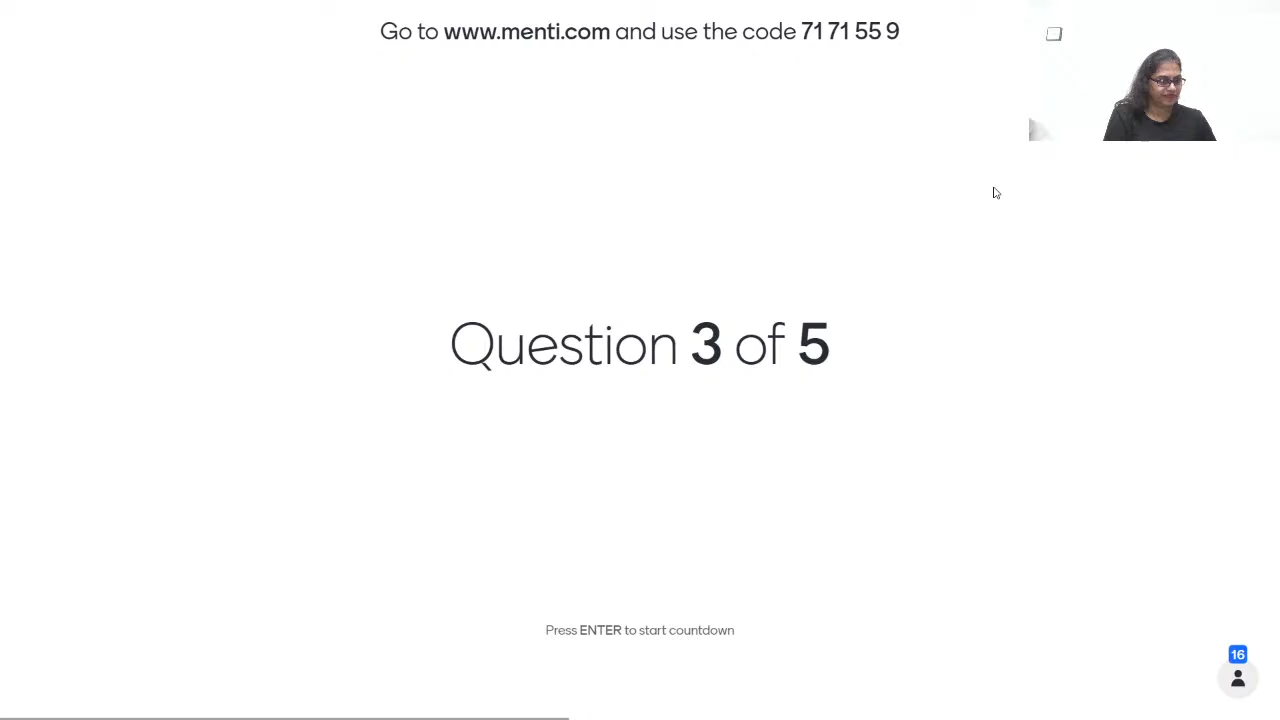 Go to www.menti.com and use the code 71 71 55 9
Question 3 of 5
Press ENTER to start countdown
16